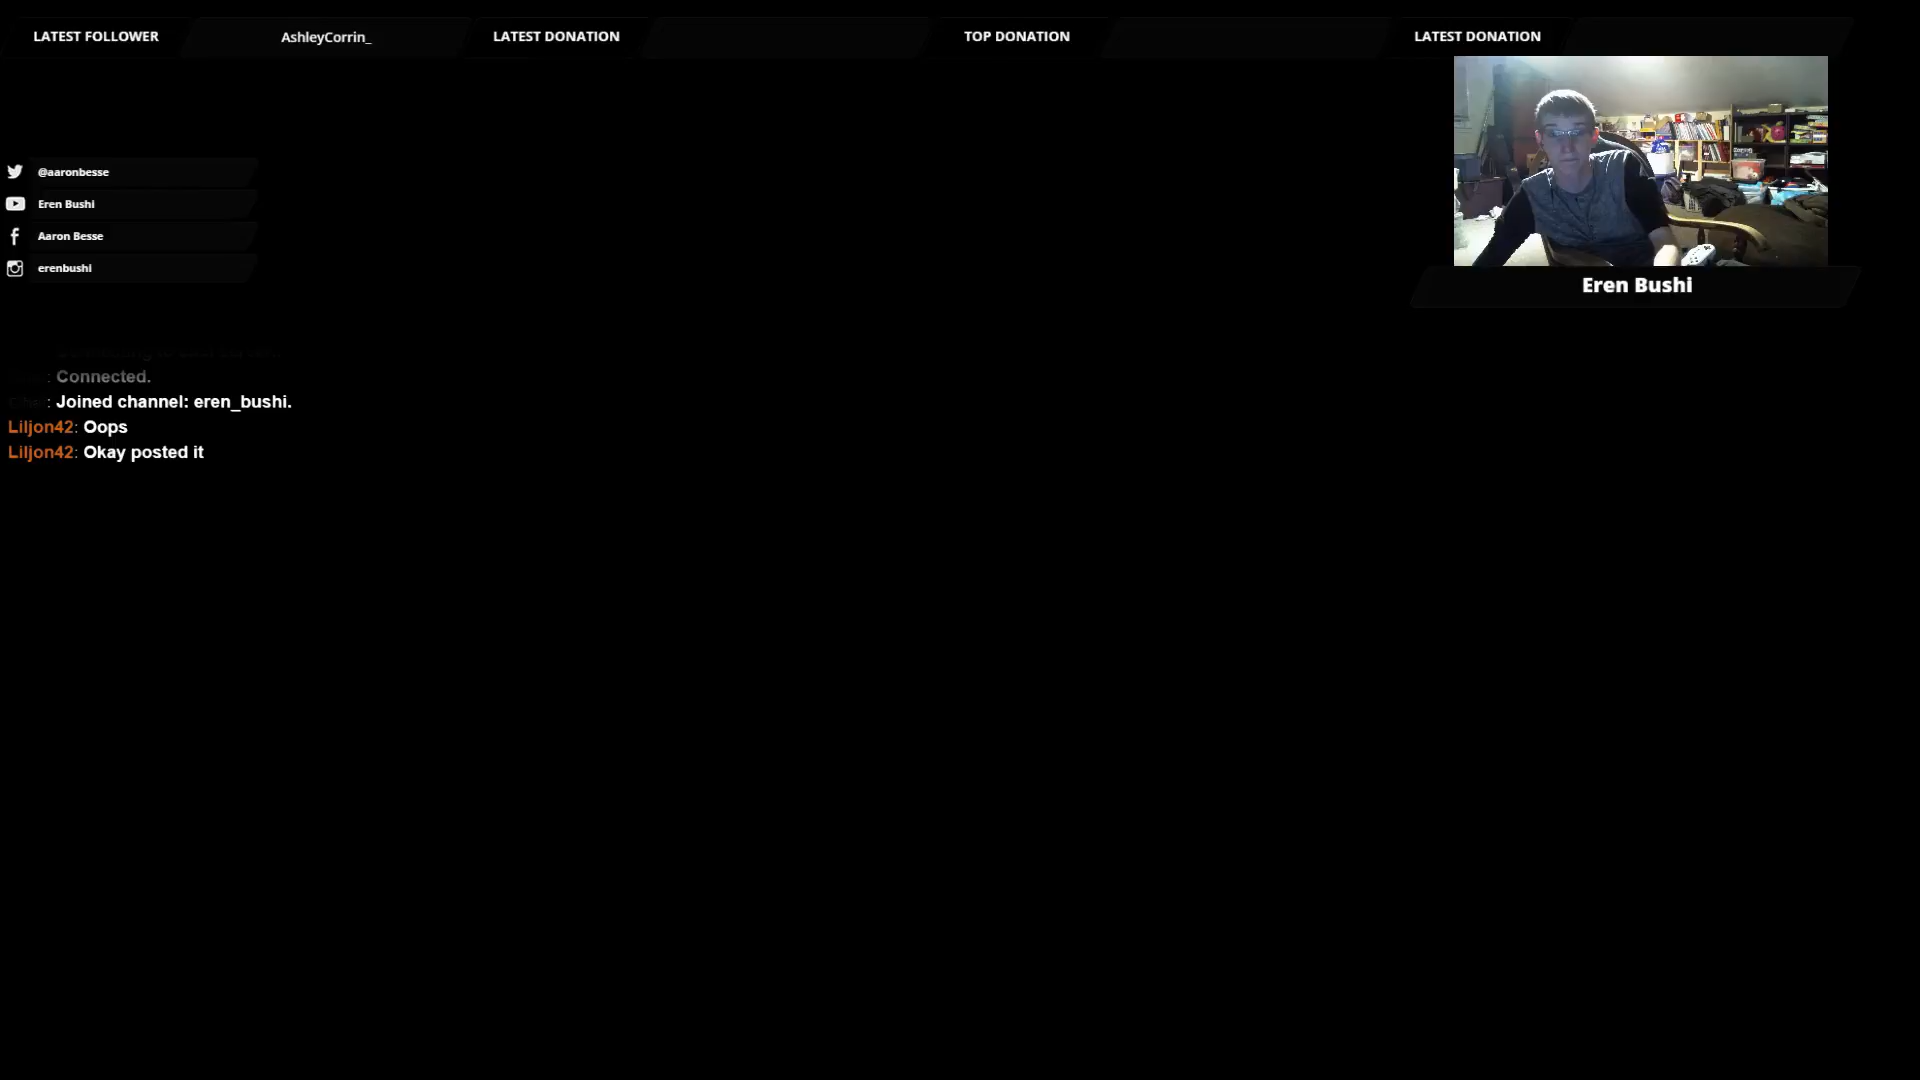 LATEST FOLLOWER
AshleyCorrin_
LATEST DONATION
TOP DONATION
LATEST DONATION
@aaronbesse
Eren Bushi
Aaron Besse
erenbushi
Eren Bushi
: Connected.
: Joined channel: eren_bushi.
Liljon42: Oops
Liljon42: Okay posted it